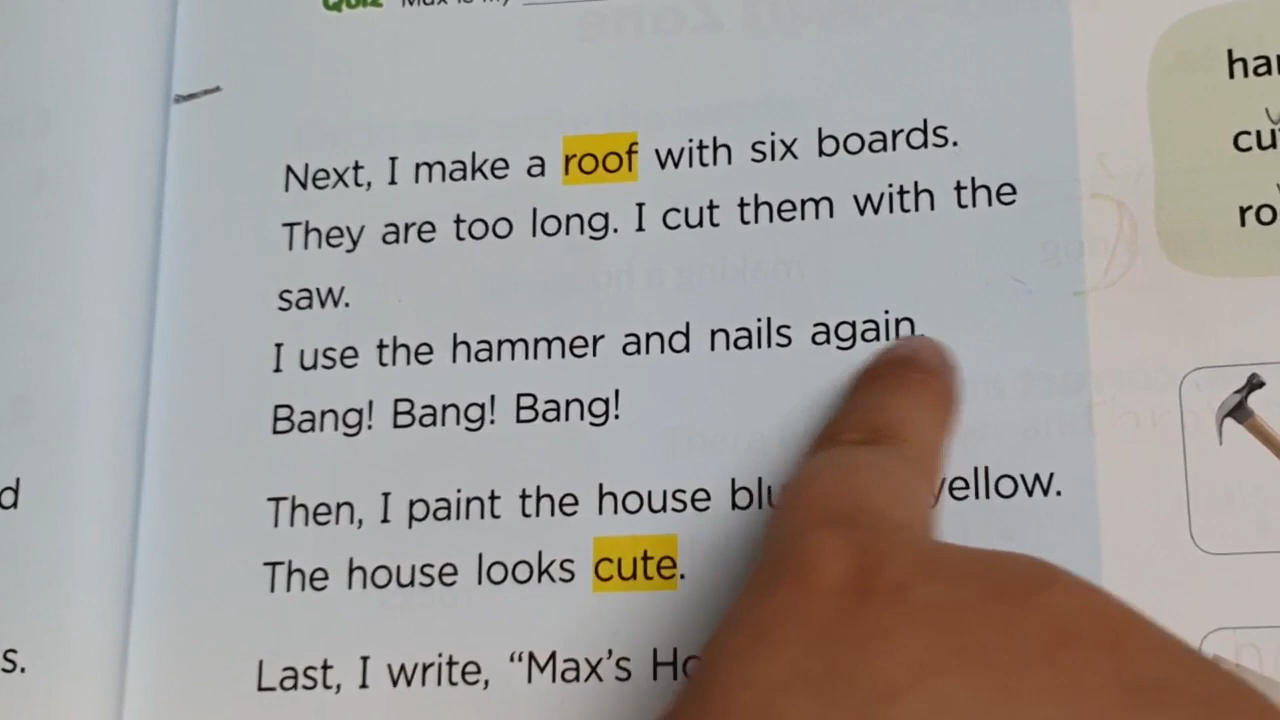 Quiz
Next, I make a roof with six boards.
They are too long. I cut them with the
saw.
I use the hammer and nails again.
Bang! Bang! Bang!
Then, I paint the house yellow.
The house looks cute.
Last, I write, “Max’s